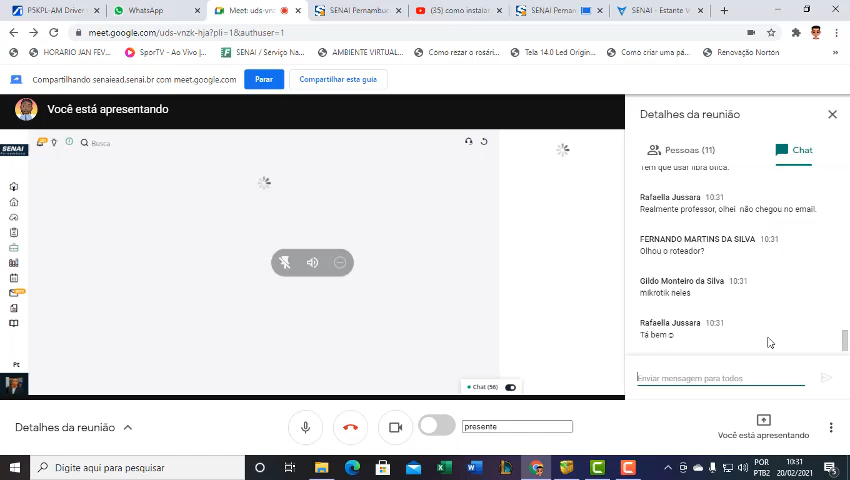 P5KPL-AM Driver
WhatsApp
Meet: uds-vnz
SENAI Pernambuc
(35) como instalar
SENAI Pernan
SENAI - Estante V
meet.google.com/uds-vnzk-hja?pli=1&authuser=1
HORARIO JAN FEV...
SporTV - Ao Vivo |...
SENAI / Serviço Na...
AMBIENTE VIRTUAL...
Como rezar o rosári...
Tela 14.0 Led Origin...
Como criar uma pá...
Renovação Norton
»
Compartilhando senaiead.senai.br com meet.google.com
Parar
Compartilhar esta guia
Você está apresentando
Detalhes da reunião
Pessoas (11)
Chat
SENAI
Busca
Tem que usar fibra ótica.
Rafaella Jussara 10:31
Realmente professor, olhei não chegou no email.
FERNANDO MARTINS DA SILVA 10:31
Olhou o roteador?
Gildo Monteiro da Silva 10:31
mikrotik neles
Rafaella Jussara 10:31
Tá bem☺
Pt
Chat (56)
Enviar mensagem para todos
Detalhes da reunião
presente
Você está apresentando
Digite aqui para pesquisar
POR
PTB2
10:31
20/02/2021